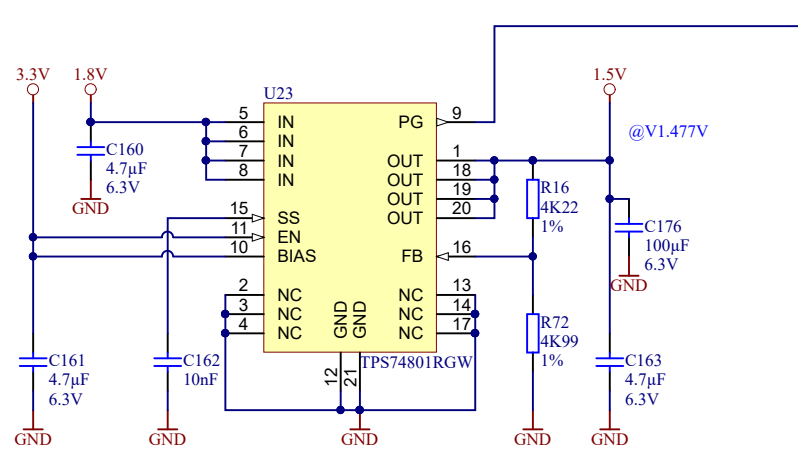 3.3V
1.8V
1.5V
U23
@V1.477V
5 IN
6 IN
7 IN
8 IN
PG 9
OUT 1
OUT 18
OUT 19
OUT 20
C160
4.7µF
6.3V
GND
R16
4K22
1%
15 SS
11 EN
10 BIAS
FB 16
C176
100µF
6.3V
GND
2 NC
3 NC
4 NC
NC 13
NC 14
NC 17
GND
GND
12
21
TPS74801RGW
R72
4K99
1%
C161
4.7µF
6.3V
C162
10nF
C163
4.7µF
6.3V
GND
GND
GND
GND
GND